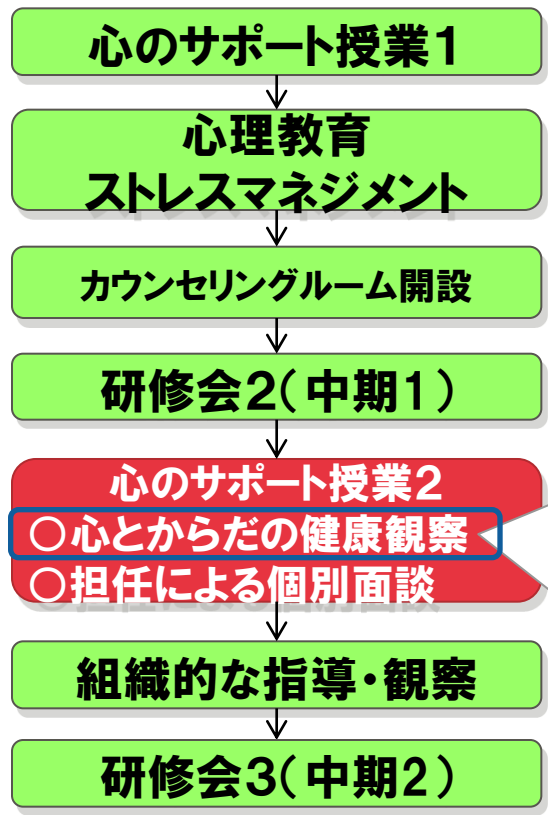 心のサポート授業1
心理教育
ストレスマネジメント
カウンセリングルーム開設
研修会2(中期1)
心のサポート授業2
○心とからだの健康観察
○担任による個別面談
組織的な指導・観察
研修会3(中期2)